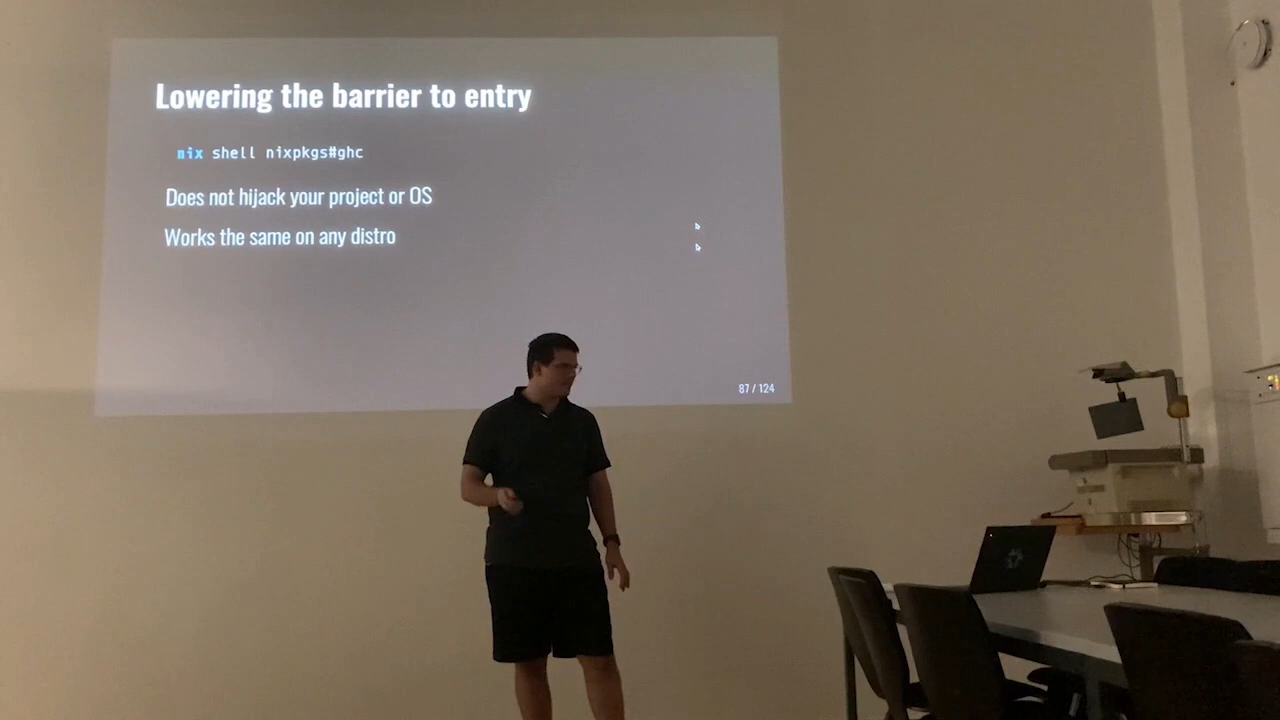 Lowering the barrier to entry
nix shell nixpkgs#ghc
Does not hijack your project or OS
Works the same on any distro
87 / 124